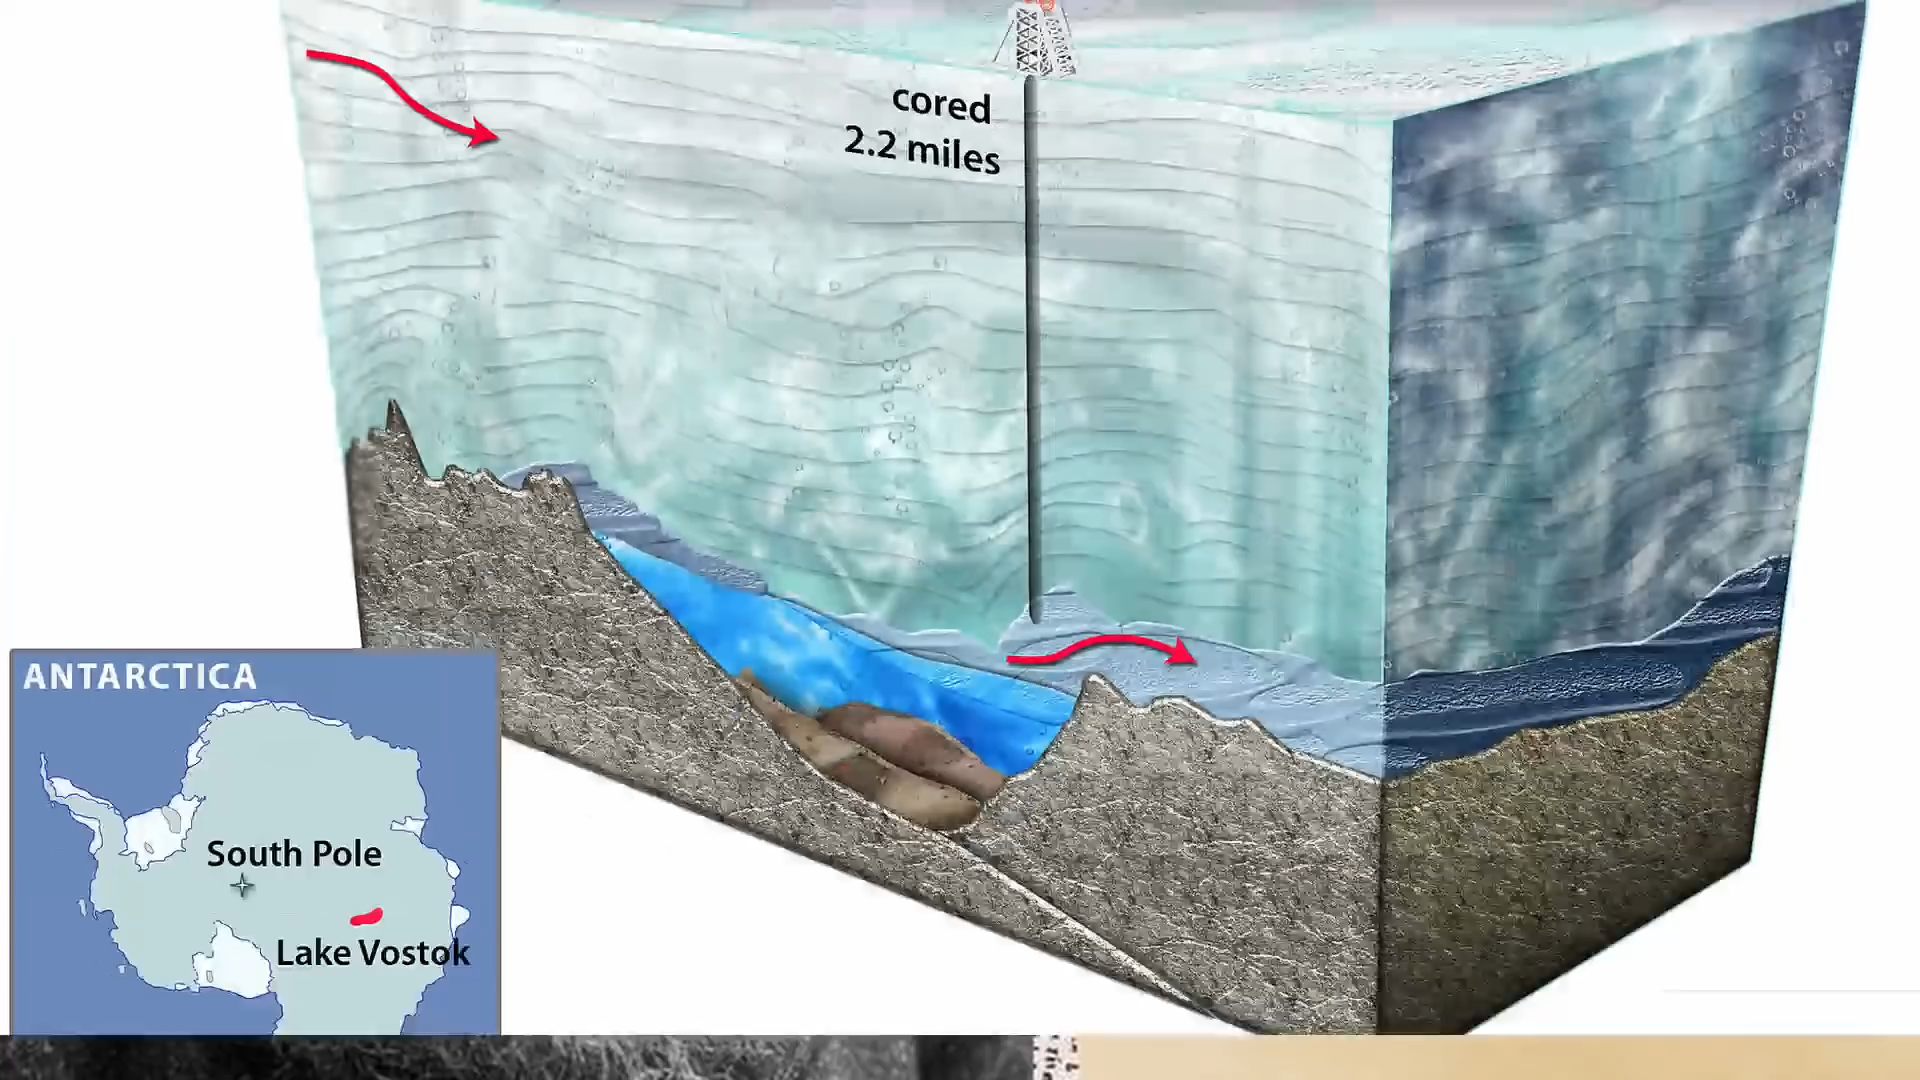 cored
2.2 miles
ANTARCTICA
South Pole
Lake Vostok